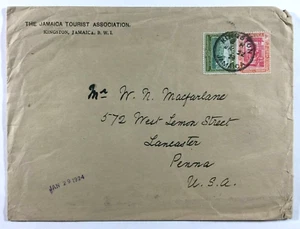 THE JAMAICA TOURIST ASSOCIATION.
KINGSTON, JAMAICA, B. W. I.
Mr W. N. Macfarlane
572 West Lemon Street
Lancaster
Penna
U. S. A.
JAN 29 1934